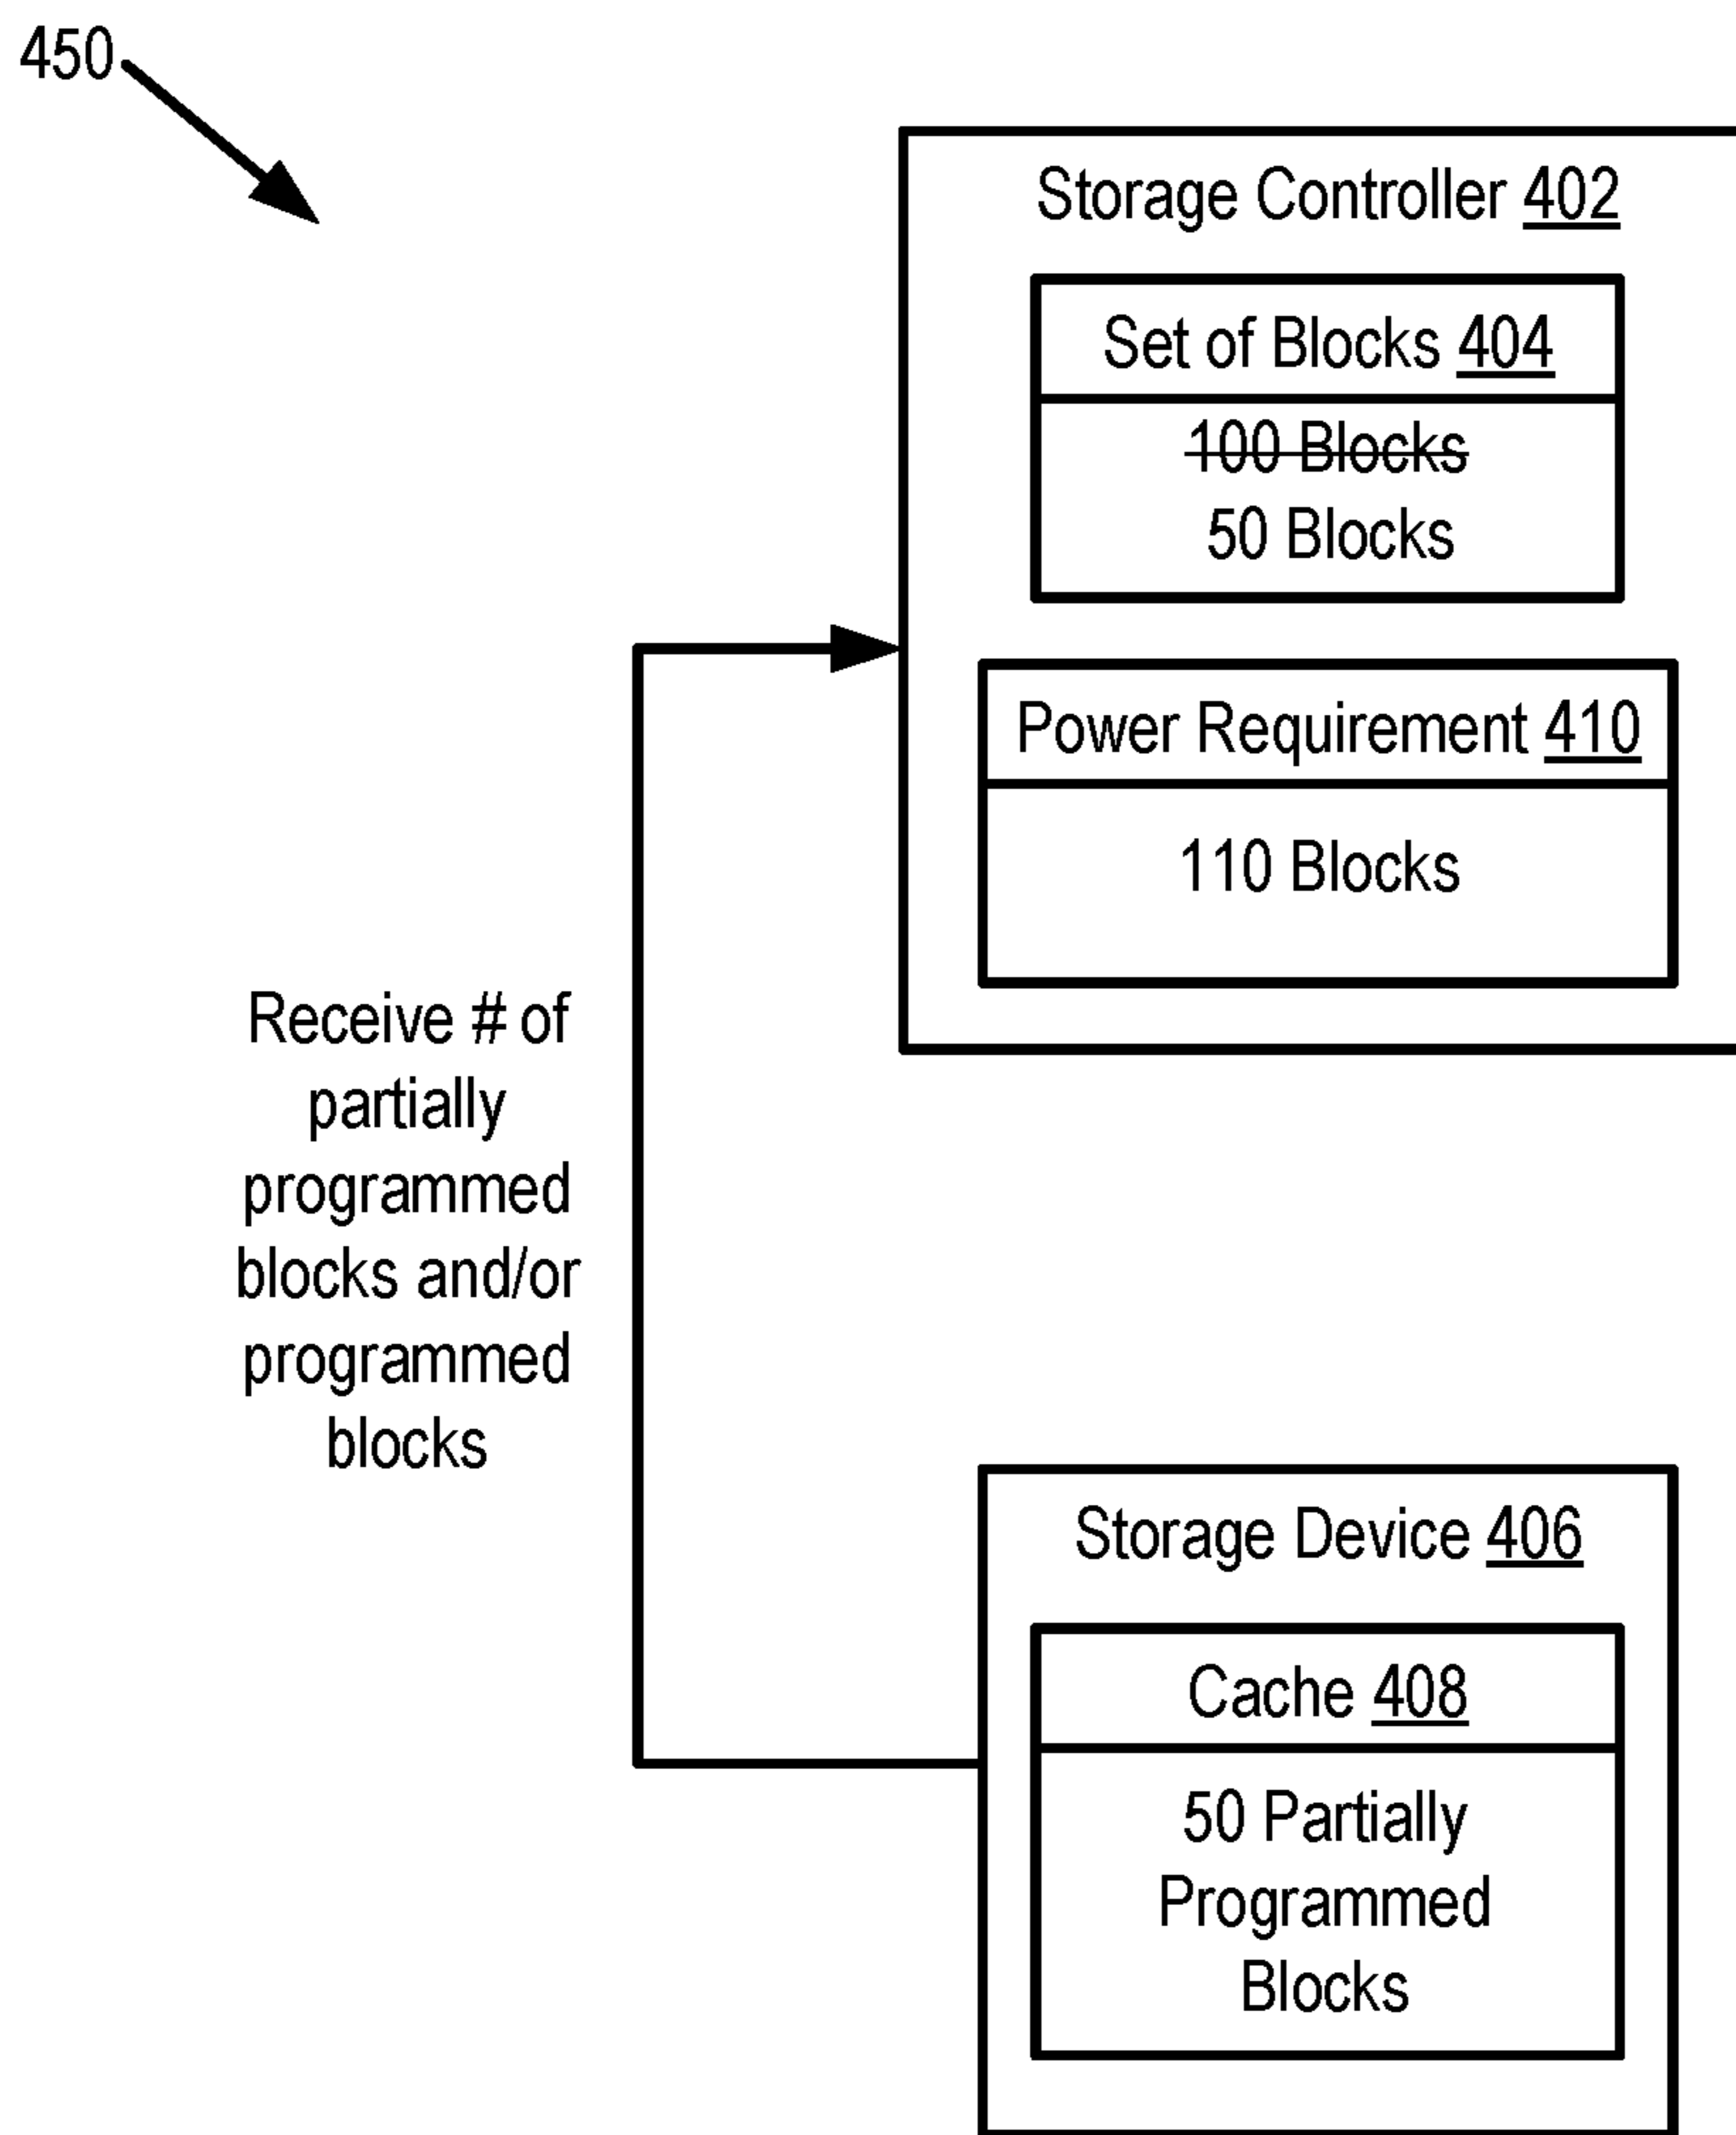 450
Storage Controller 402
Set of Blocks 404
100 Blocks
50 Blocks
Power Requirement 410
110 Blocks
Receive # of
partially
programmed
blocks and/or
programmed
blocks
Storage Device 406
Cache 408
50 Partially
Programmed
Blocks